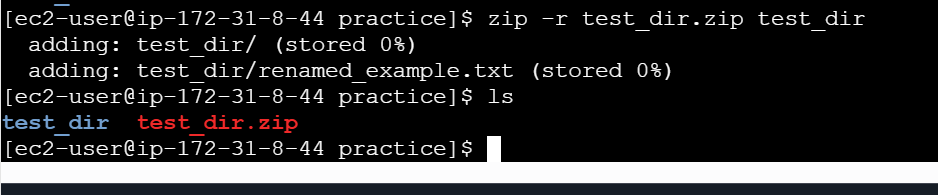 [ec2-user@ip-172-31-8-44 practice]$ zip -r test_dir.zip test_dir
  adding: test_dir/ (stored 0%)
  adding: test_dir/renamed_example.txt (stored 0%)
[ec2-user@ip-172-31-8-44 practice]$ ls
test_dir  test_dir.zip
[ec2-user@ip-172-31-8-44 practice]$